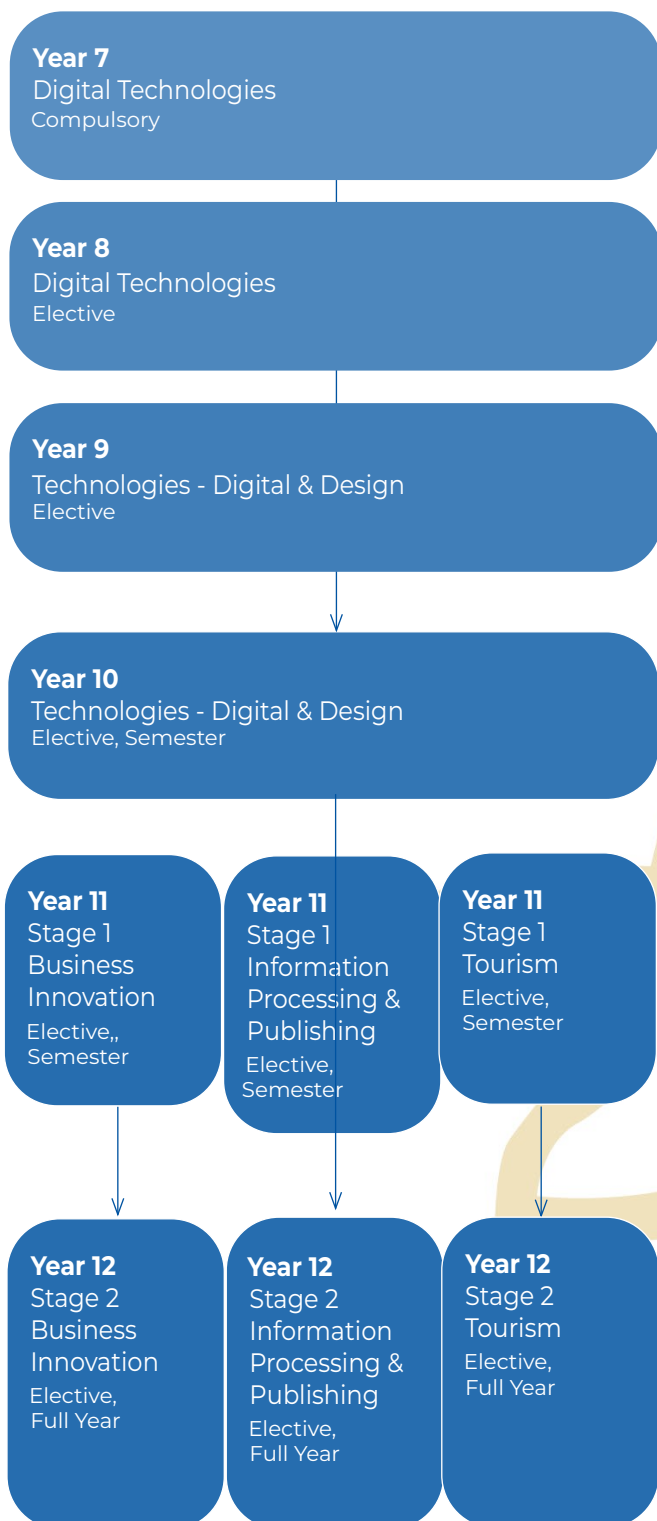 Year 7
Digital Technologies
Compulsory
Year 8
Digital Technologies
Elective
Year 9
Technologies - Digital & Design
Elective
Year 10
Technologies - Digital & Design
Elective, Semester
Year 11
Stage 1
Business
Innovation
Elective,,
Semester
Year 11
Stage 1
Information
Processing &
Publishing
Elective,
Semester
Year 11
Stage 1
Tourism
Elective,
Semester
Year 12
Stage 2
Business
Innovation
Elective,
Full Year
Year 12
Stage 2
Information
Processing &
Publishing
Elective,
Full Year
Year 12
Stage 2
Tourism
Elective,
Full Year